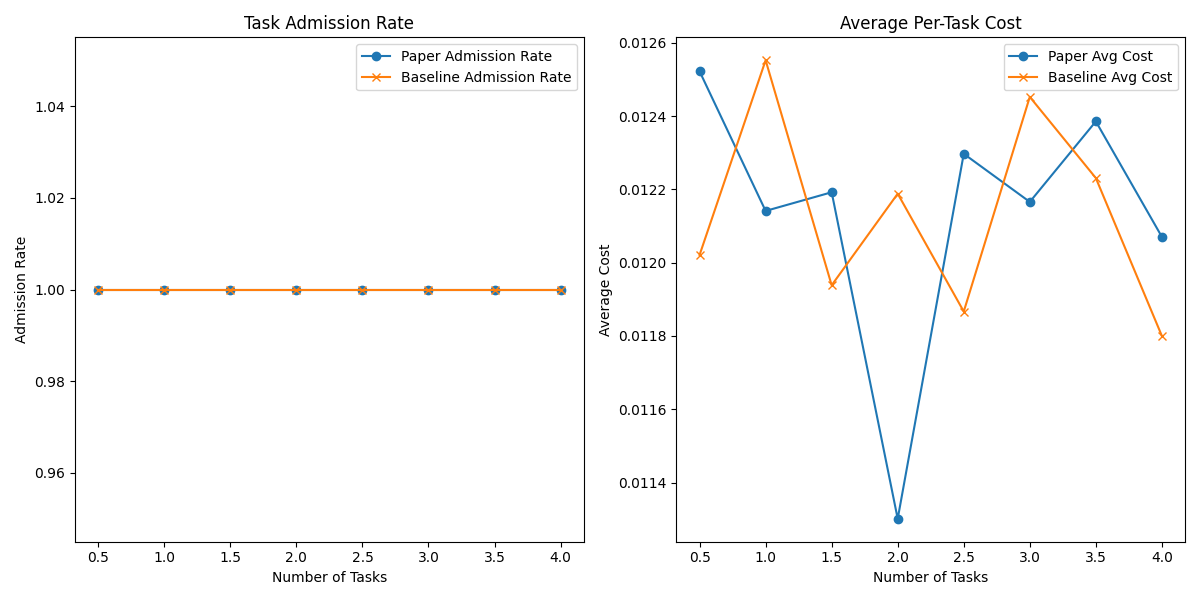 Task Admission Rate
Paper Admission Rate
Baseline Admission Rate
1.04
1.02
1.00
0.98
0.96
Admission Rate
0.5 1.0 1.5 2.0 2.5 3.0 3.5 4.0
Number of Tasks
Average Per-Task Cost
Paper Avg Cost
Baseline Avg Cost
0.0126
0.0124
0.0122
0.0120
0.0118
0.0116
0.0114
Average Cost
0.5 1.0 1.5 2.0 2.5 3.0 3.5 4.0
Number of Tasks